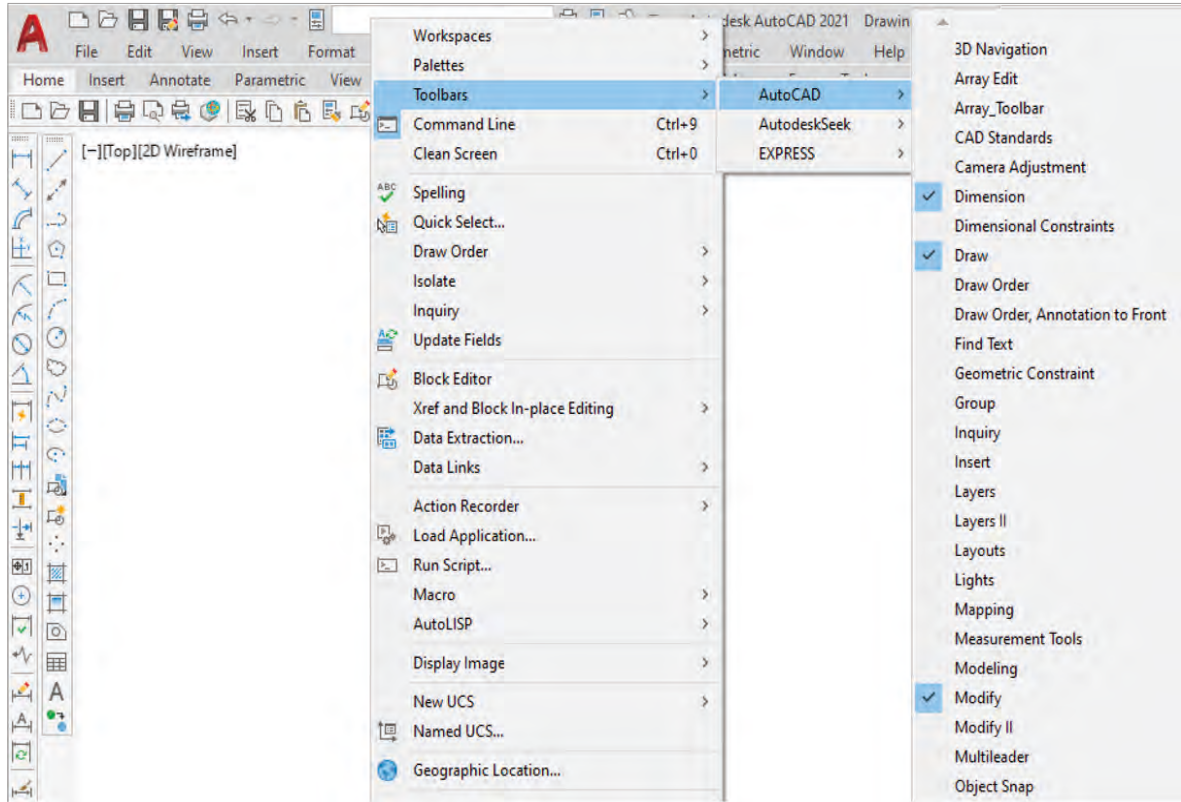 desk AutoCAD 2021 Drawin
File Edit View Insert Format
netric Window Help
Home Insert Annotate Parametric View
[−][Top][2D Wireframe]
Workspaces
Palettes
Toolbars
Command Line Ctrl+9
Clean Screen Ctrl+0
ABC Spelling
Quick Select...
Draw Order
Isolate
Inquiry
Update Fields
Block Editor
Xref and Block In-place Editing
Data Extraction...
Data Links
Action Recorder
Load Application...
Run Script...
Macro
AutoLISP
Display Image
New UCS
Named UCS...
Geographic Location...
AutoCAD
AutodeskSeek
EXPRESS
3D Navigation
Array Edit
Array_Toolbar
CAD Standards
Camera Adjustment
Dimension
Dimensional Constraints
Draw
Draw Order
Draw Order, Annotation to Front
Find Text
Geometric Constraint
Group
Inquiry
Insert
Layers
Layers II
Layouts
Lights
Mapping
Measurement Tools
Modeling
Modify
Modify II
Multileader
Object Snap